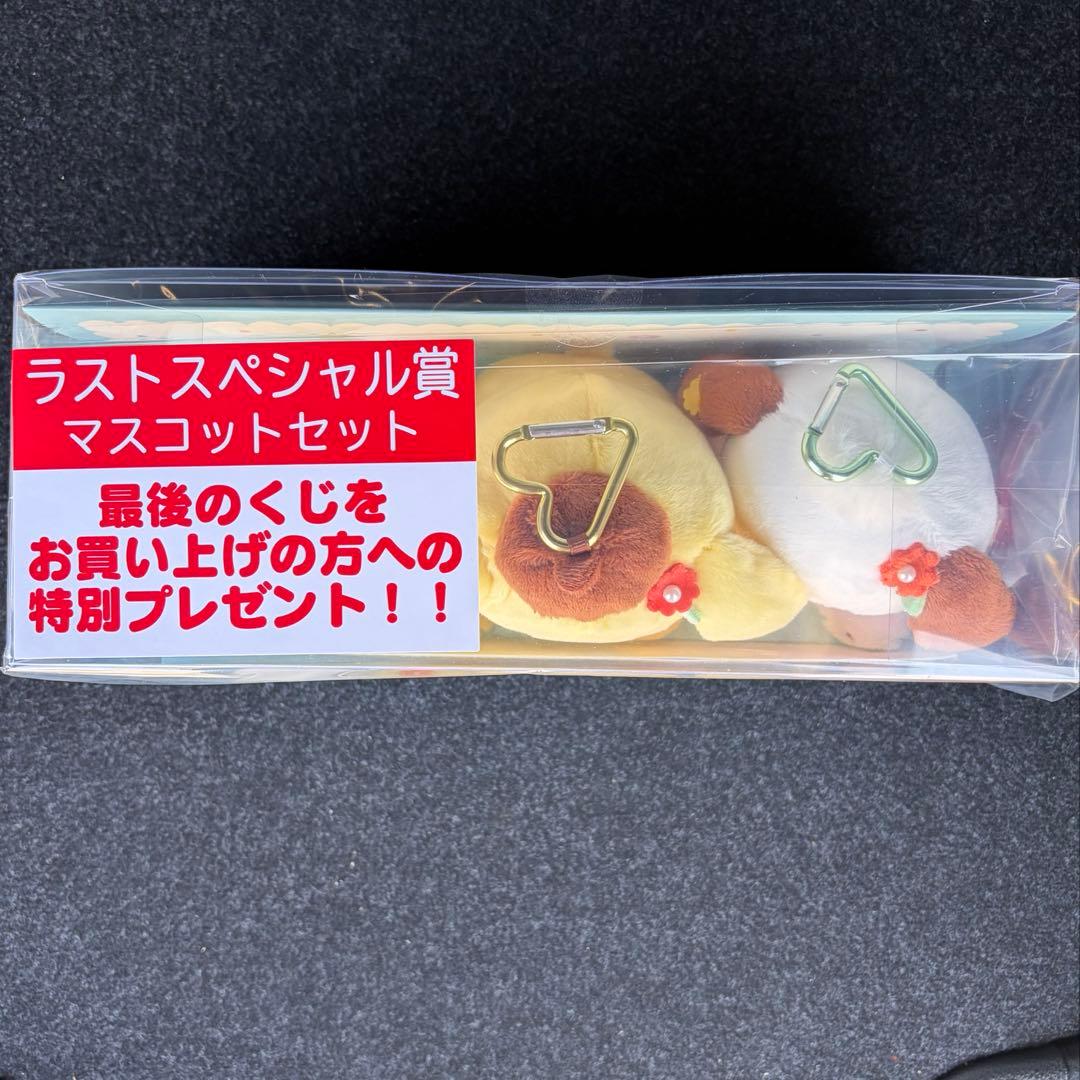 ラストスペシャル賞
マスコットセット
最後のくじを
お買い上げの方への
特別プレゼント！！